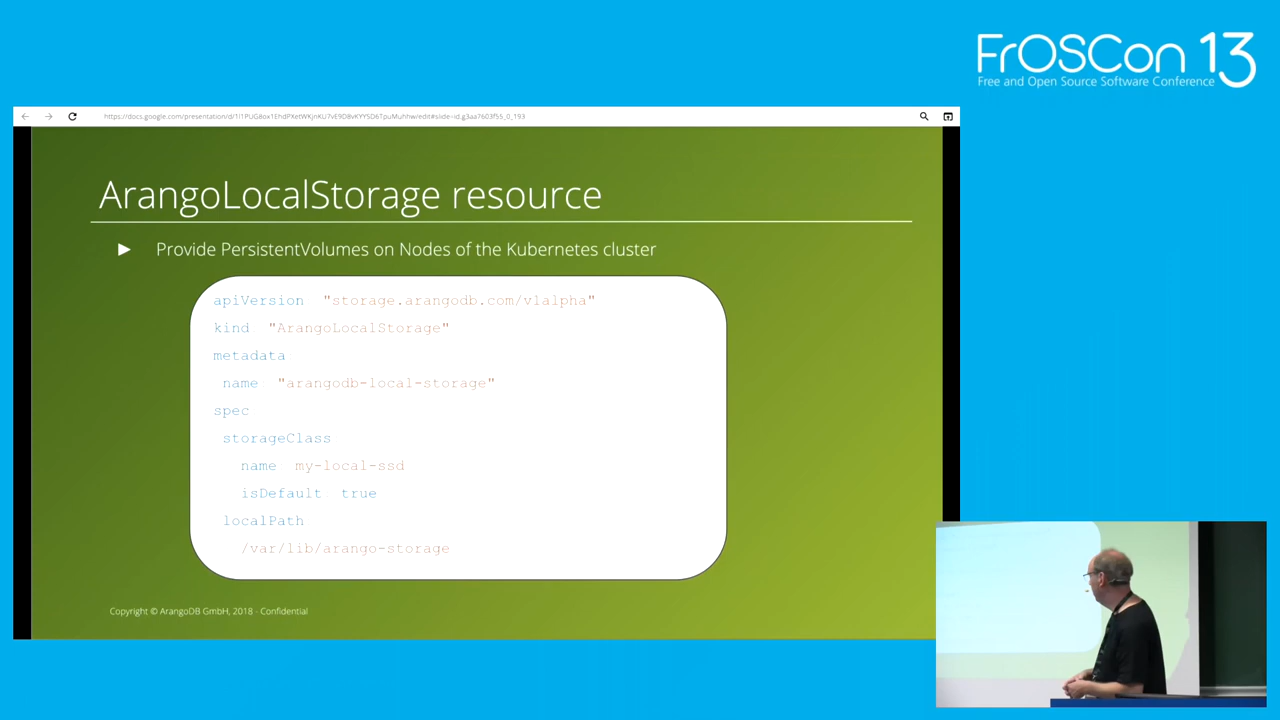 FrOSCon 13
Free and Open Source Software Conference
ArangoLocalStorage resource
► Provide PersistentVolumes on Nodes of the Kubernetes cluster
apiVersion "storage.arangodb.com/v1alpha"
kind "ArangoLocalStorage"
metadata
name "arangodb-local-storage"
spec
storageClass
name my-local-ssd
isDefault true
localPath
/var/lib/arango-storage
Copyright © ArangoDB GmbH, 2018 - Confidential